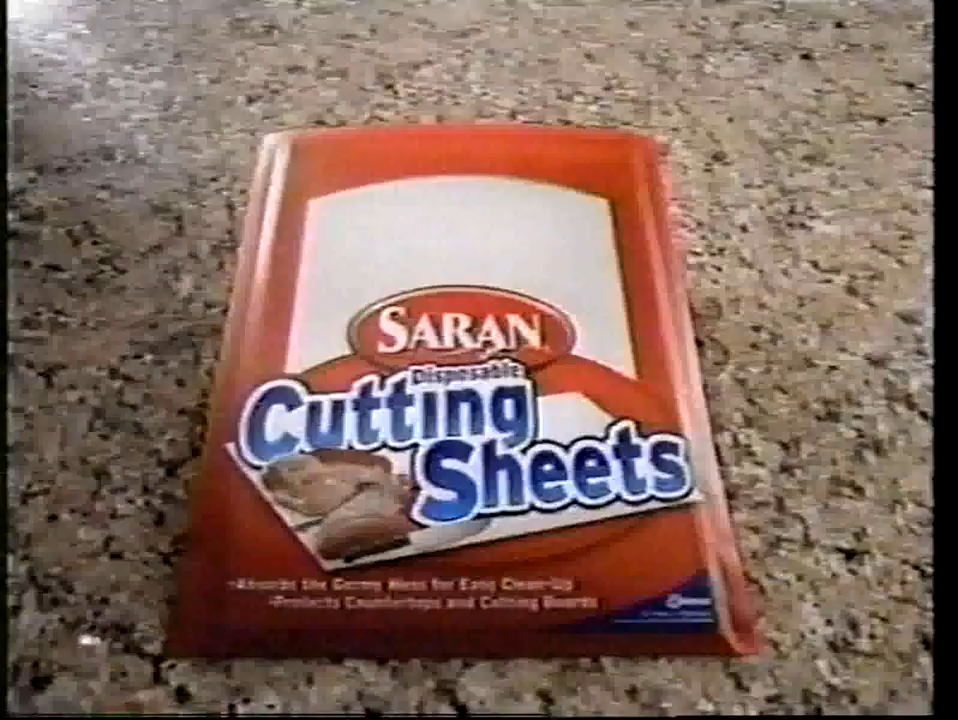 SARAN
Disposable
Cutting
Sheets
•Absorbs the Germy Mess for Easy Clean-Up
•Protects Countertops and Cutting Boards